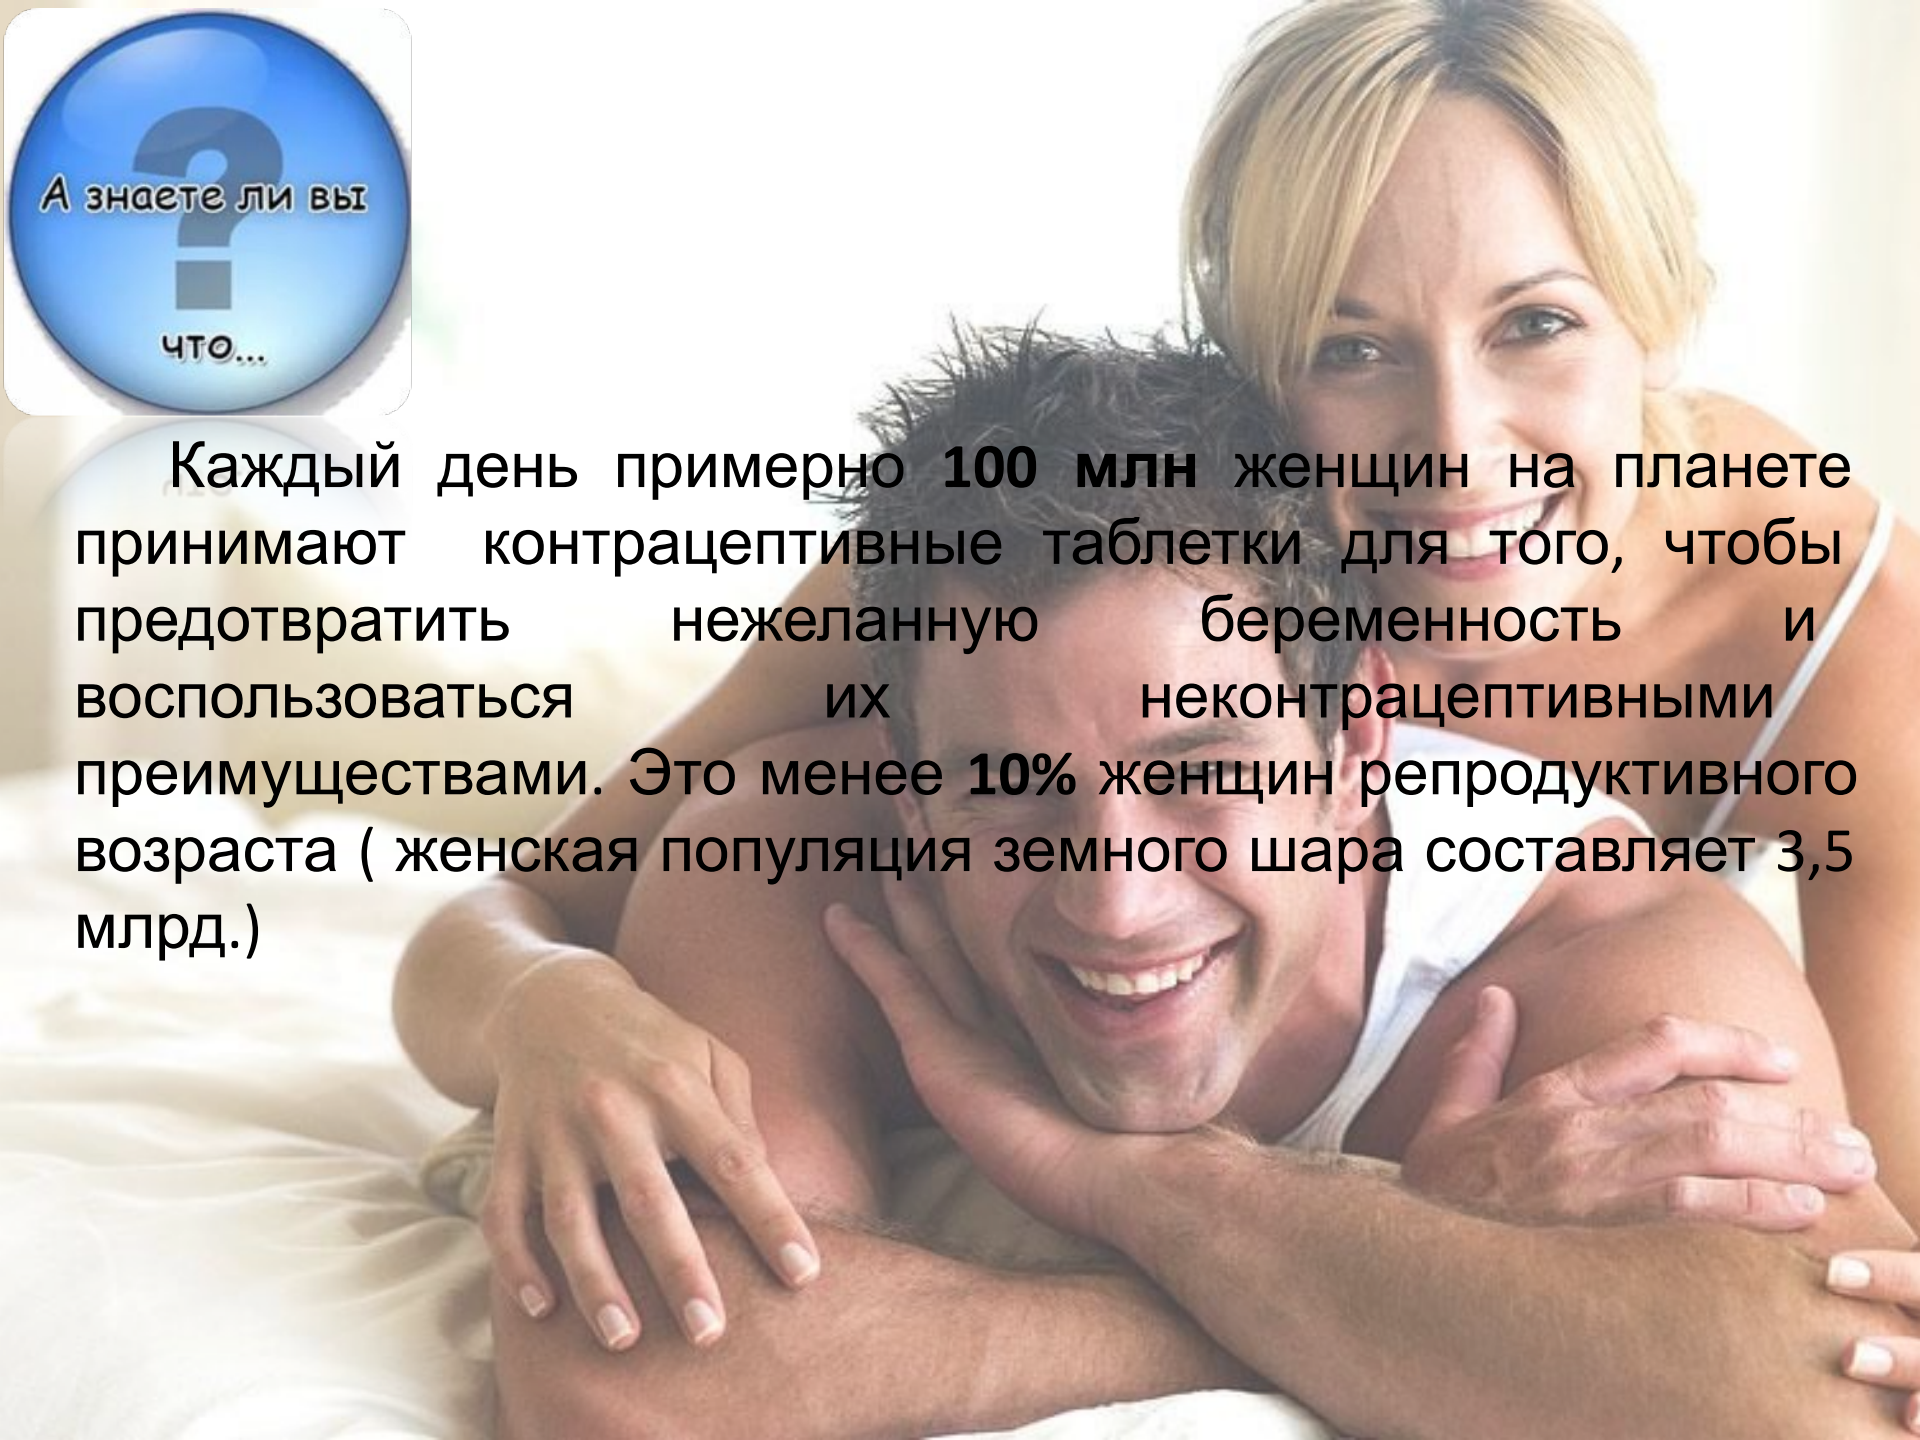 А знаете ли вы
что...
Каждый день примерно 100 млн женщин на планете
принимают контрацептивные таблетки для того, чтобы
предотвратить нежеланную беременность и
воспользоваться их неконтрацептивными
преимуществами. Это менее 10% женщин репродуктивного
возраста ( женская популяция земного шара составляет 3,5
млрд.)